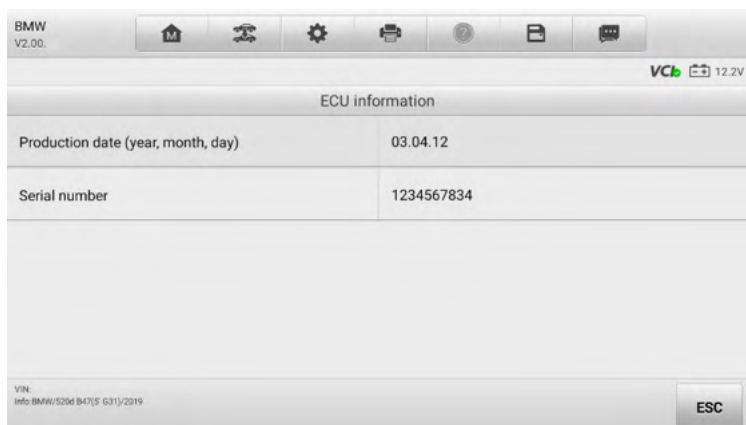 BMW
V2.00.
M
?
VCI 12.2V
ECU information
Production date (year, month, day) 03.04.12
Serial number 1234567834
VIN:
Info:BMW/520d B47(5' G31)/2019
ESC